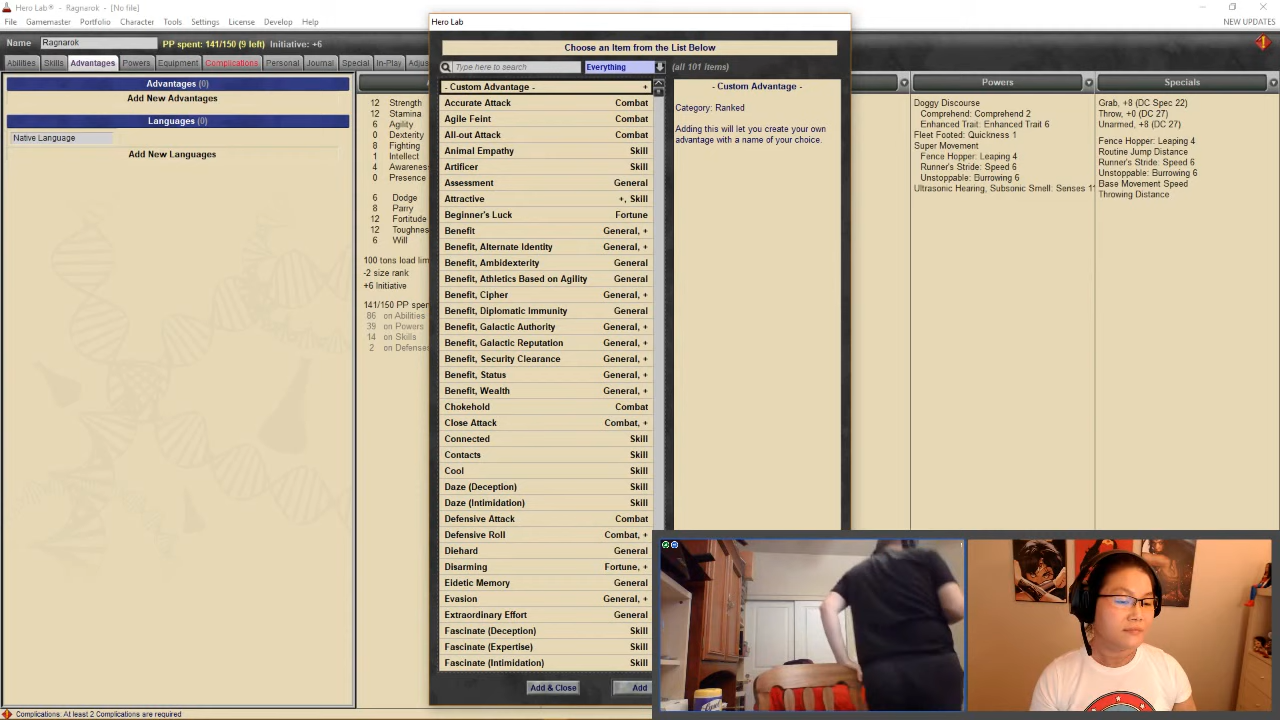 Hero Lab® - Ragnarok - [No file]
File Gamemaster Portfolio Character Tools Settings License Develop Help
NEW UPDATES
Name Ragnarok PP spent: 141/150 (9 left) Initiative: +6
Abilities Skills Advantages Powers Equipment Complications Personal Journal Special In-Play Adjus
Advantages (0)
Add New Advantages
Languages (0)
Native Language
Add New Languages
12 Strength
12 Stamina
6 Agility
0 Dexterity
8 Fighting
1 Intellect
4 Awareness
0 Presence
6 Dodge
8 Parry
12 Fortitude
12 Toughnes
6 Will
100 tons load lim
-2 size rank
+6 Initiative
141/150 PP spen
86 on Abilities
39 on Powers
14 on Skills
2 on Defenses
Hero Lab
Choose an Item from the List Below
Type here to search Everything (all 101 items)
- Custom Advantage - +
Accurate Attack Combat
Agile Feint Combat
All-out Attack Combat
Animal Empathy Skill
Artificer Skill
Assessment General
Attractive +, Skill
Beginner's Luck Fortune
Benefit General, +
Benefit, Alternate Identity General, +
Benefit, Ambidexterity General
Benefit, Athletics Based on Agility General
Benefit, Cipher General, +
Benefit, Diplomatic Immunity General
Benefit, Galactic Authority General, +
Benefit, Galactic Reputation General, +
Benefit, Security Clearance General, +
Benefit, Status General, +
Benefit, Wealth General, +
Chokehold Combat
Close Attack Combat, +
Connected Skill
Contacts Skill
Cool Skill
Daze (Deception) Skill
Daze (Intimidation) Skill
Defensive Attack Combat
Defensive Roll Combat, +
Diehard General
Disarming Fortune, +
Eidetic Memory General
Evasion General, +
Extraordinary Effort General
Fascinate (Deception) Skill
Fascinate (Expertise) Skill
Fascinate (Intimidation) Skill
Add & Close Add
- Custom Advantage -
Category: Ranked
Adding this will let you create your own
advantage with a name of your choice.
Powers
Doggy Discourse
Comprehend: Comprehend 2
Enhanced Trait: Enhanced Trait 6
Fleet Footed: Quickness 1
Super Movement
Fence Hopper: Leaping 4
Runner's Stride: Speed 6
Unstoppable: Burrowing 6
Ultrasonic Hearing, Subsonic Smell: Senses 1
Specials
Grab, +8 (DC Spec 22)
Throw, +0 (DC 27)
Unarmed, +8 (DC 27)
Fence Hopper: Leaping 4
Routine Jump Distance
Runner's Stride: Speed 6
Unstoppable: Burrowing 6
Base Movement Speed
Throwing Distance
Complications: At least 2 Complications are required